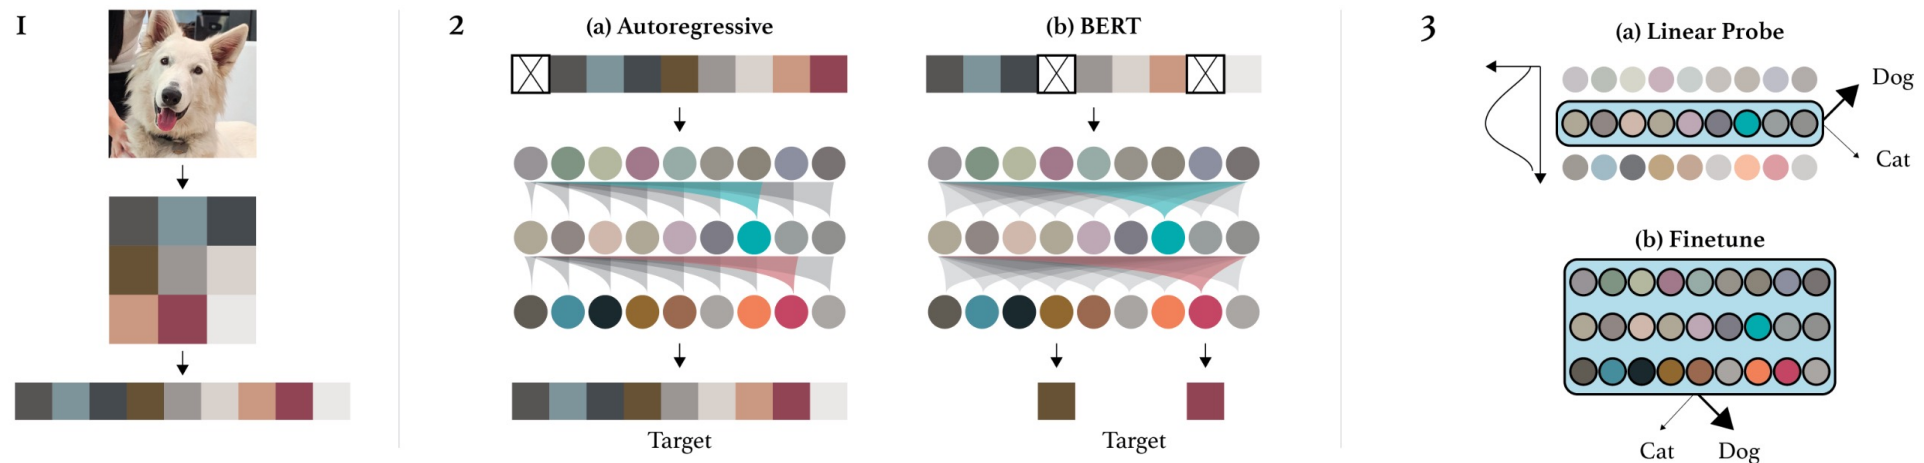 1
2
(a) Autoregressive
(b) BERT
Target
Target
3
(a) Linear Probe
Dog
Cat
(b) Finetune
Cat
Dog